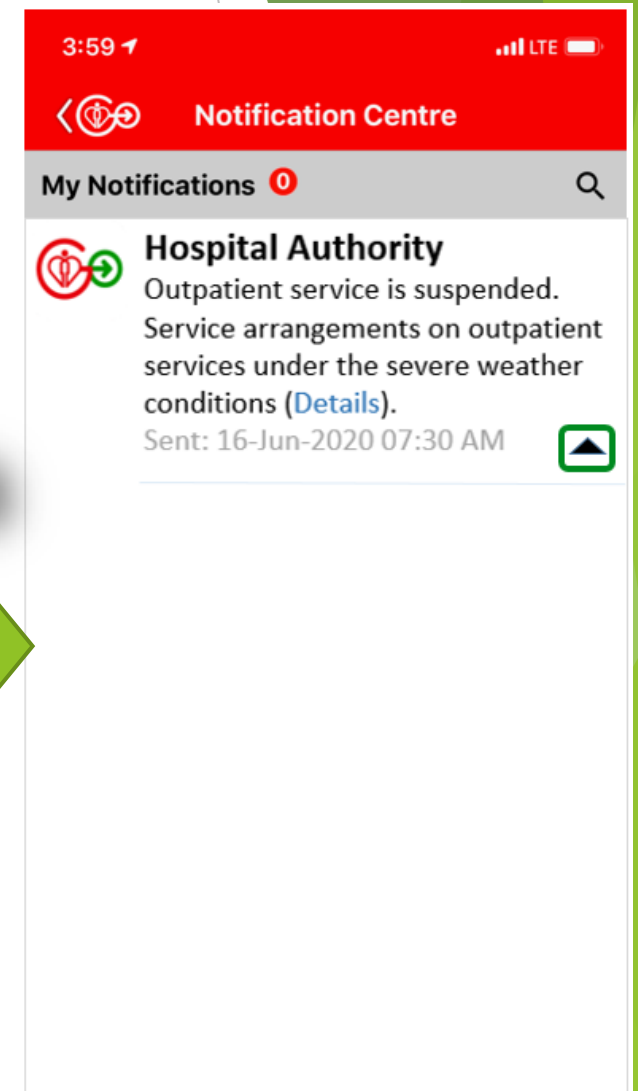 3:59
LTE
Notification Centre
My Notifications 0
Hospital Authority
Outpatient service is suspended.
Service arrangements on outpatient
services under the severe weather
conditions (Details).
Sent: 16-Jun-2020 07:30 AM